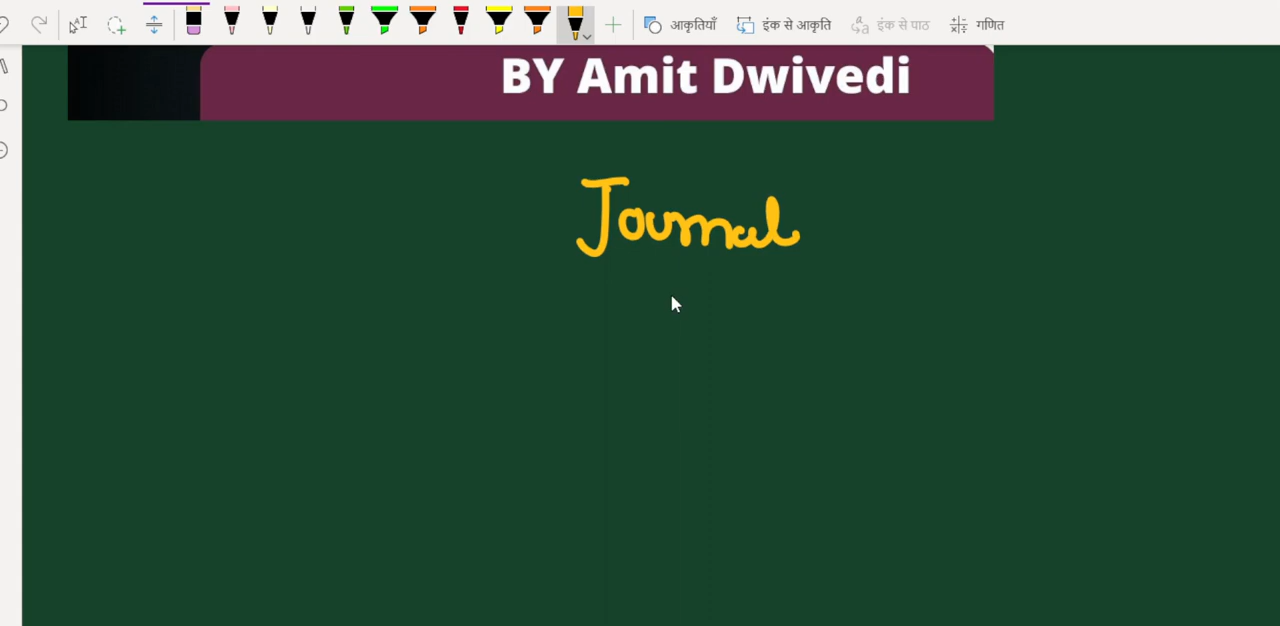 आकृतियाँ इंक से आकृति इंक से पाठ गणित
BY Amit Dwivedi
Journal